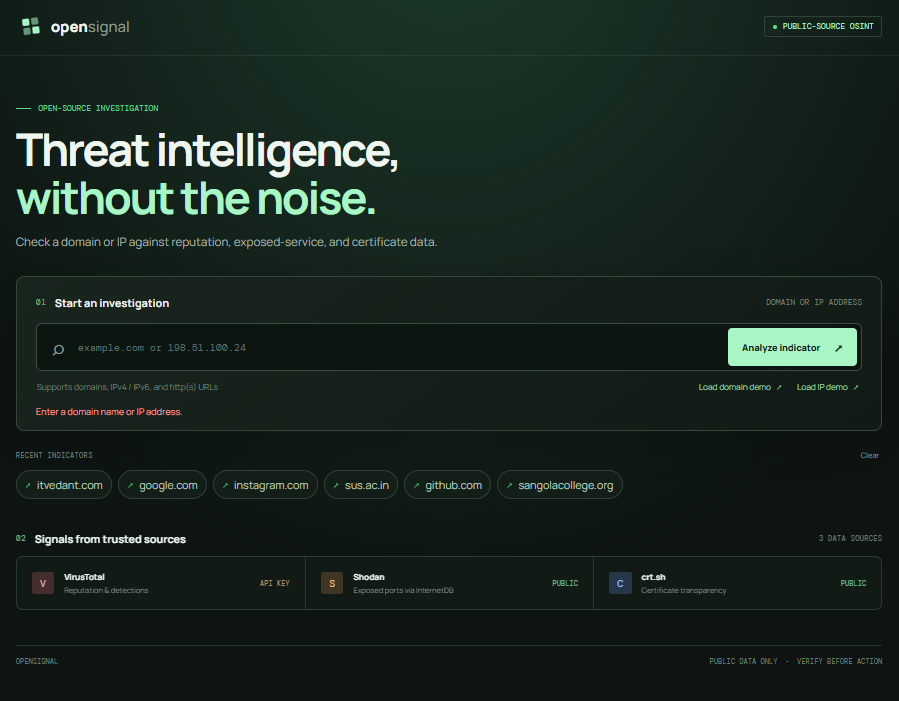 opensignal
PUBLIC-SOURCE OSINT
OPEN-SOURCE INVESTIGATION
Threat intelligence,
without the noise.
Check a domain or IP against reputation, exposed-service, and certificate data.
01 Start an investigation
DOMAIN OR IP ADDRESS
example.com or 198.51.100.24
Analyze indicator ↗
Supports domains, IPv4 / IPv6, and http(s) URLs
Load domain demo ↗ Load IP demo ↗
Enter a domain name or IP address.
RECENT INDICATORS
Clear
↗ itvedant.com ↗ google.com ↗ instagram.com ↗ sus.ac.in ↗ github.com ↗ sangolacollege.org
02 Signals from trusted sources
3 DATA SOURCES
V VirusTotal
Reputation & detections
API KEY
S Shodan
Exposed ports via InternetDB
PUBLIC
C crt.sh
Certificate transparency
PUBLIC
OPENSIGNAL
PUBLIC DATA ONLY · VERIFY BEFORE ACTION